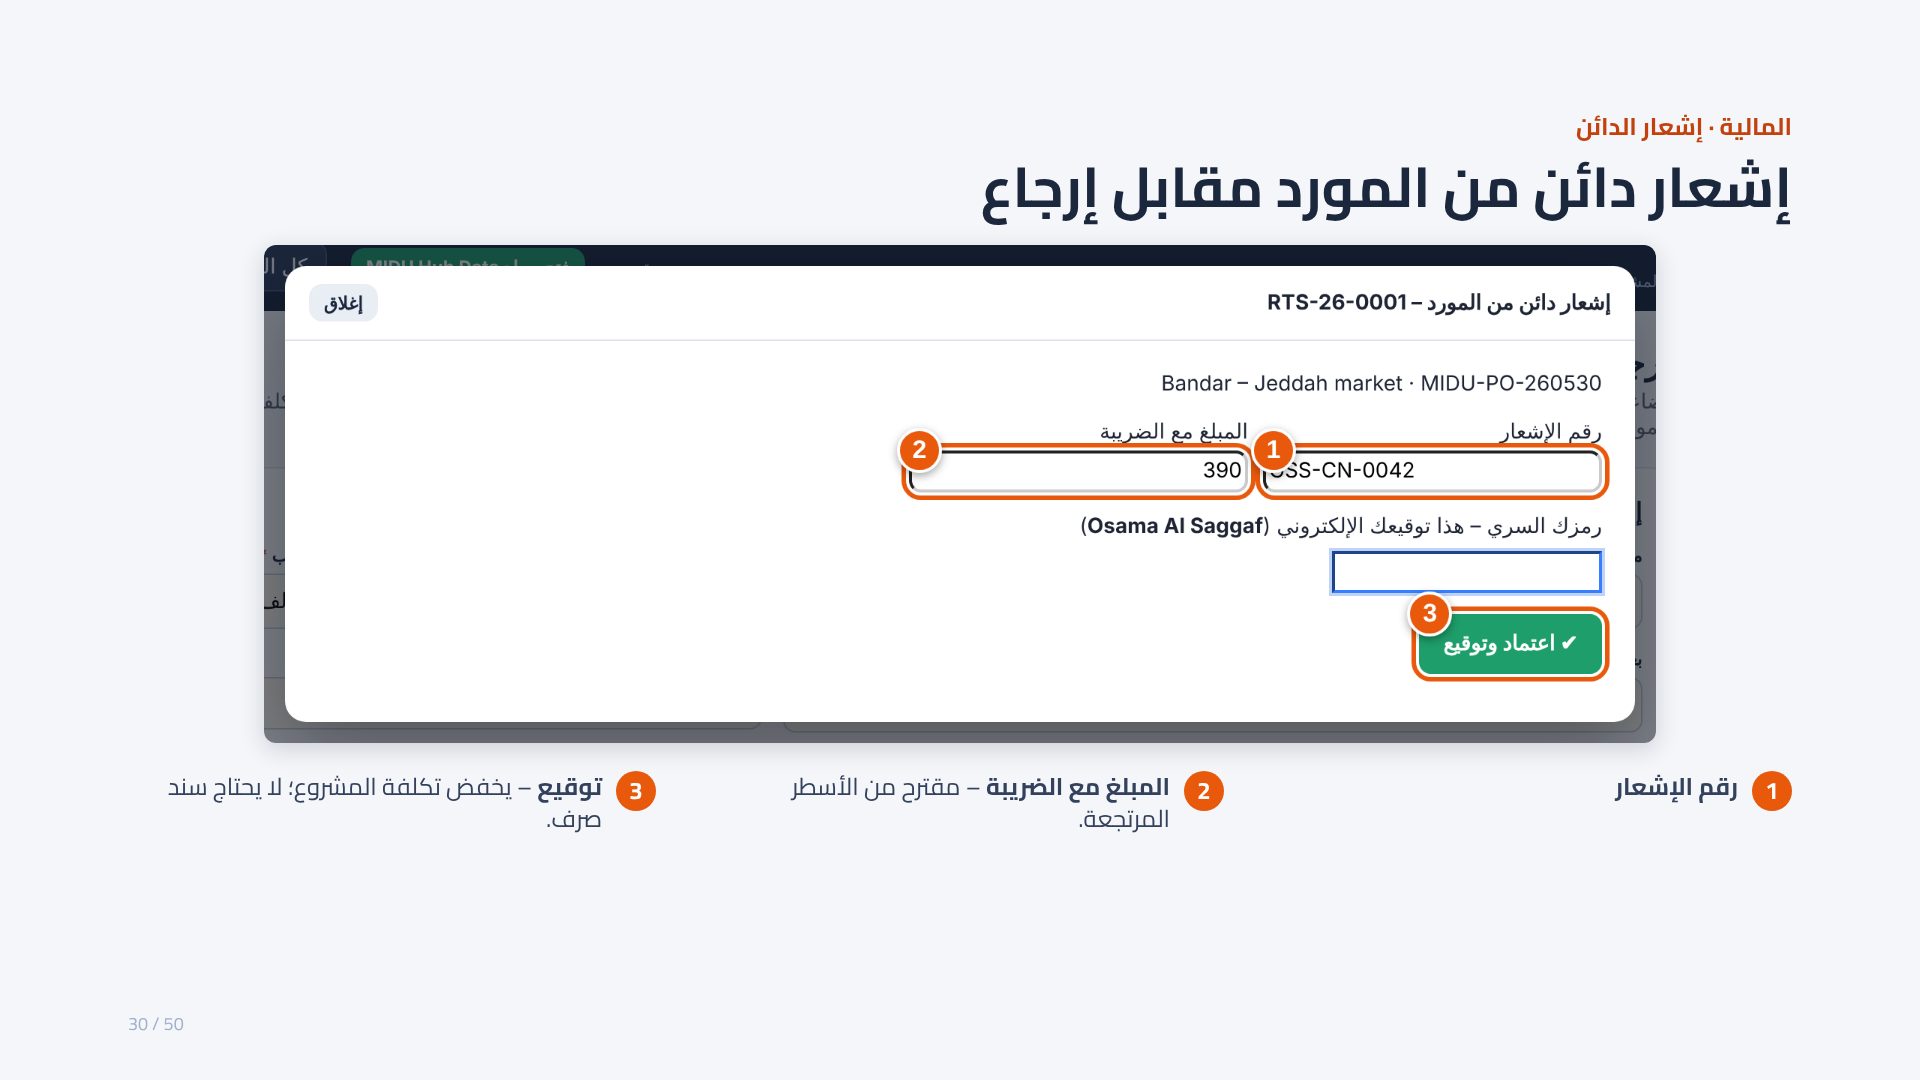 المالية · إشعار الدائن
إشعار دائن من المورد مقابل إرجاع
إشعار دائن من المورد – RTS-26-0001
إغلاق
Bandar – Jeddah market · MIDU-PO-260530
رقم الإشعار
المبلغ مع الضريبة
1
SS-CN-0042
2
390
رمزك السري – هذا توقيعك الإلكتروني (Osama Al Saggaf)
3
✔ اعتماد وتوقيع
1 رقم الإشعار
2 المبلغ مع الضريبة – مقترح من الأسطر
المرتجعة.
3 توقيع – يخفض تكلفة المشروع؛ لا يحتاج سند
صرف.
30 / 50